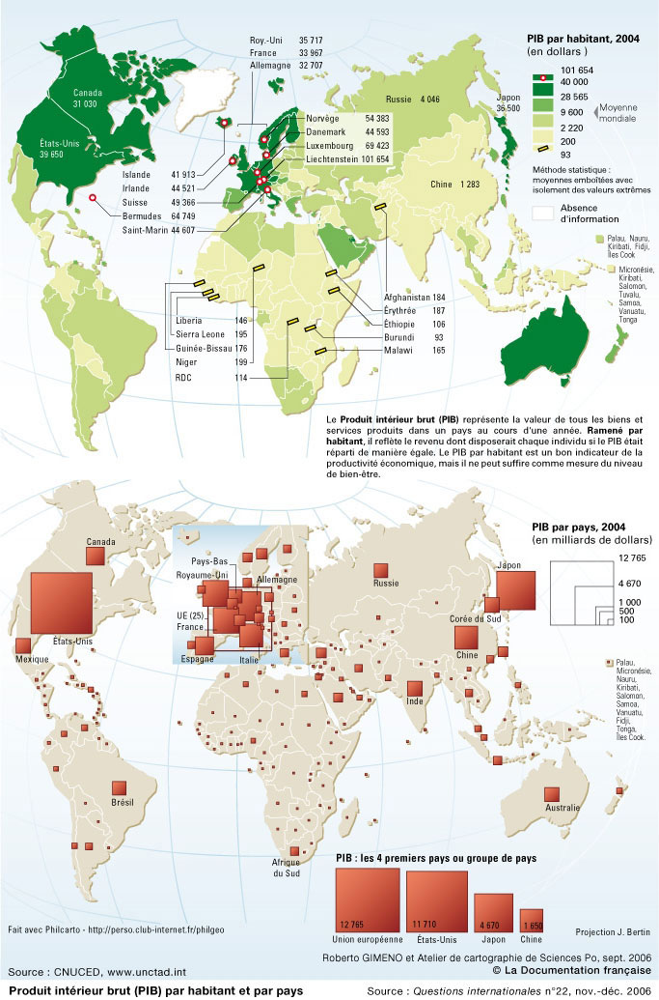 PIB par habitant, 2004
(en dollars )
101 654
40 000
28 565
9 600
2 220
200
93
Moyenne
mondiale
Méthode statistique :
moyennes emboîtées avec
isolement des valeurs extrêmes
Absence
d'information
Palau, Nauru,
Kiribati, Fidji,
Îles Cook
Micronésie,
Kiribati,
Salomon,
Tuvalu,
Samoa,
Vanuatu,
Tonga
Roy.-Uni 35 717
France 33 967
Allemagne 32 707
Canada
31 030
États-Unis
39 650
Russie 4 046
Japon
36 500
Chine 1 283
Norvège 54 383
Danemark 44 593
Luxembourg 69 423
Liechtenstein 101 654
Islande 41 913
Irlande 44 521
Suisse 49 366
Bermudes 64 749
Saint-Marin 44 607
Liberia 146
Sierra Leone 195
Guinée-Bissau 176
Niger 199
RDC 114
Afghanistan 184
Érythrée 187
Éthiopie 106
Burundi 93
Malawi 165
Le Produit intérieur brut (PIB) représente la valeur de tous les biens et
services produits dans un pays au cours d'une année. Ramené par
habitant, il reflète le revenu dont disposerait chaque individu si le PIB était
réparti de manière égale. Le PIB par habitant est un bon indicateur de la
productivité économique, mais il ne peut suffire comme mesure du niveau
de bien-être.
PIB par pays, 2004
(en milliards de dollars)
12 765
4 670
1 000
500
100
Canada
États-Unis
Mexique
Brésil
Pays-Bas
Royaume-Uni
Allemagne
UE (25)
France
Espagne
Italie
Russie
Japon
Corée du Sud
Chine
Inde
Australie
Afrique
du Sud
Palau,
Micronésie,
Nauru,
Kiribati,
Salomon,
Samoa,
Vanuatu,
Fidji,
Tonga,
Îles Cook.
PIB : les 4 premiers pays ou groupe de pays
12 765
11 710
4 670
1 650
Union européenne
États-Unis
Japon
Chine
Fait avec Philcarto - http://perso.club-internet.fr/philgeo
Projection J. Bertin
Roberto GIMENO et Atelier de cartographie de Sciences Po, sept. 2006
Source : CNUCED, www.unctad.int
© La Documentation française
Produit intérieur brut (PIB) par habitant et par pays
Source : Questions internationales n°22, nov.-déc. 2006